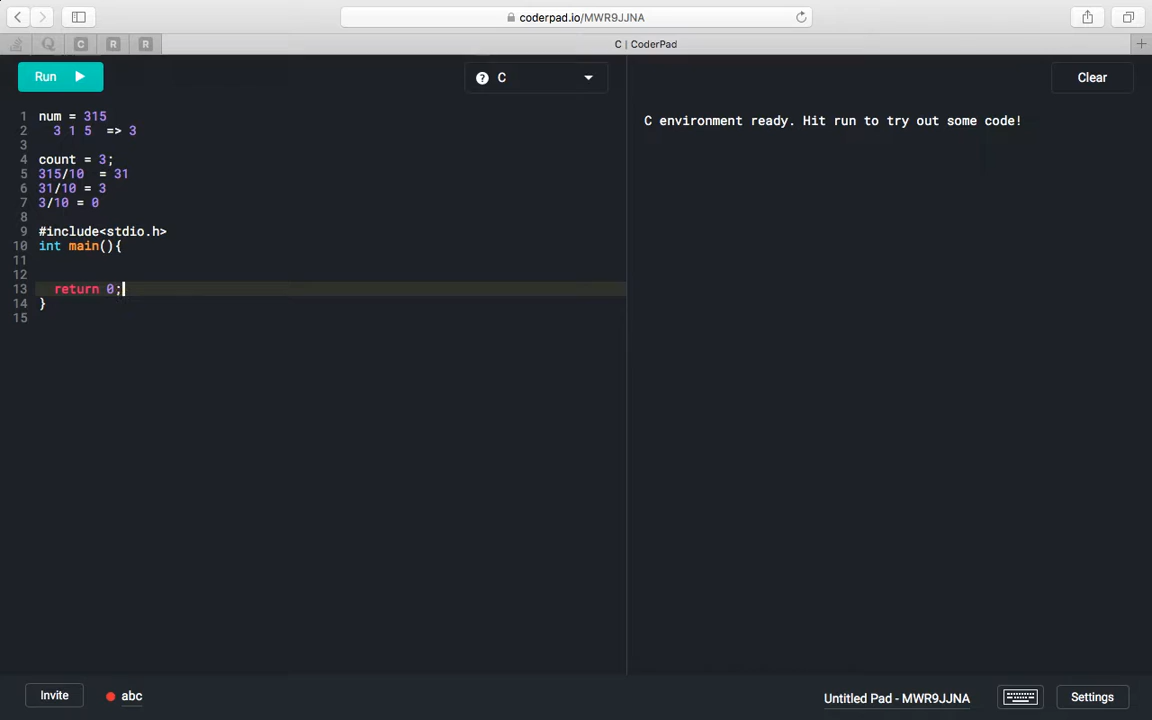 coderpad.io/MWR9JJNA
C R R C | CoderPad
Run C Clear
1 num = 315
2 3 1 5 => 3
3
4 count = 3;
5 315/10 = 31
6 31/10 = 3
7 3/10 = 0
8
9 #include<stdio.h>
10 int main(){
11
12
13 return 0;
14 }
15
C environment ready. Hit run to try out some code!
Invite abc Untitled Pad - MWR9JJNA Settings